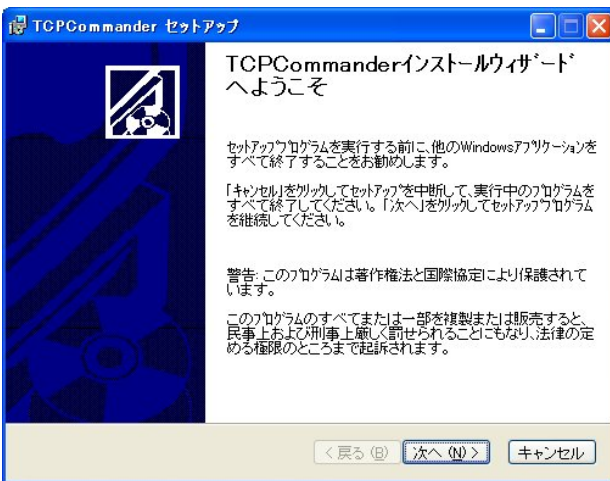 TCPCommander セットアップ
TCPCommanderインストールウィザード
へようこそ
セットアッププログラムを実行する前に、他のWindowsアプリケーションを
すべて終了することをお勧めします。
「キャンセル」をクリックしてセットアップを中断して、実行中のプログラムを
すべて終了してください。「次へ」をクリックしてセットアッププログラム
を継続してください。
警告: このプログラムは著作権法と国際協定により保護されて
います。
このプログラムのすべてまたは一部を複製または販売すると、
民事上および刑事上厳しく罰せられることにもなり、法律の定
める極限のところまで起訴されます。
< 戻る (B)
次へ (N) >
キャンセル